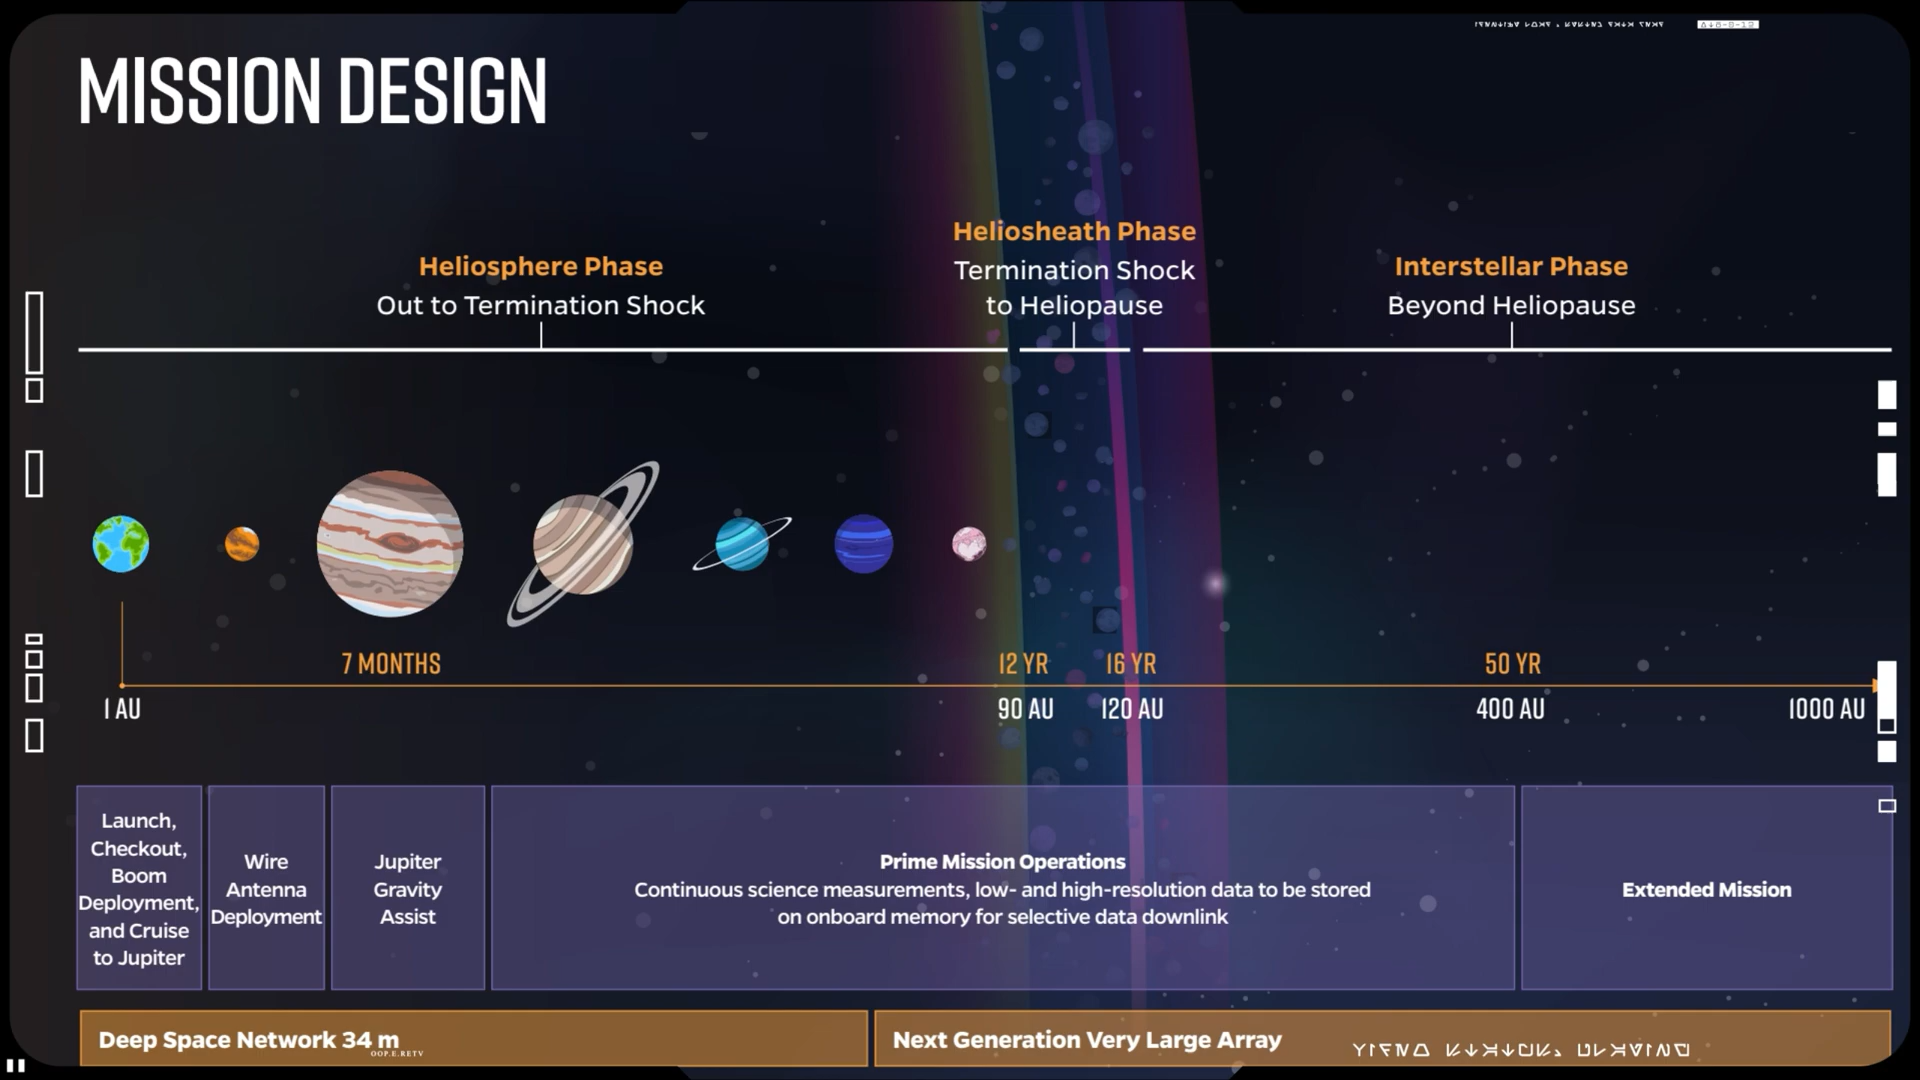 MISSION DESIGN
Heliosphere Phase
Out to Termination Shock
Heliosheath Phase
Termination Shock
to Heliopause
Interstellar Phase
Beyond Heliopause
7 MONTHS
12 YR
16 YR
50 YR
1 AU
90 AU
120 AU
400 AU
1000 AU
Launch,
Checkout,
Boom
Deployment,
and Cruise
to Jupiter
Wire
Antenna
Deployment
Jupiter
Gravity
Assist
Prime Mission Operations
Continuous science measurements, low- and high-resolution data to be stored
on onboard memory for selective data downlink
Extended Mission
Deep Space Network 34 m
OOP.E.RETV
Next Generation Very Large Array